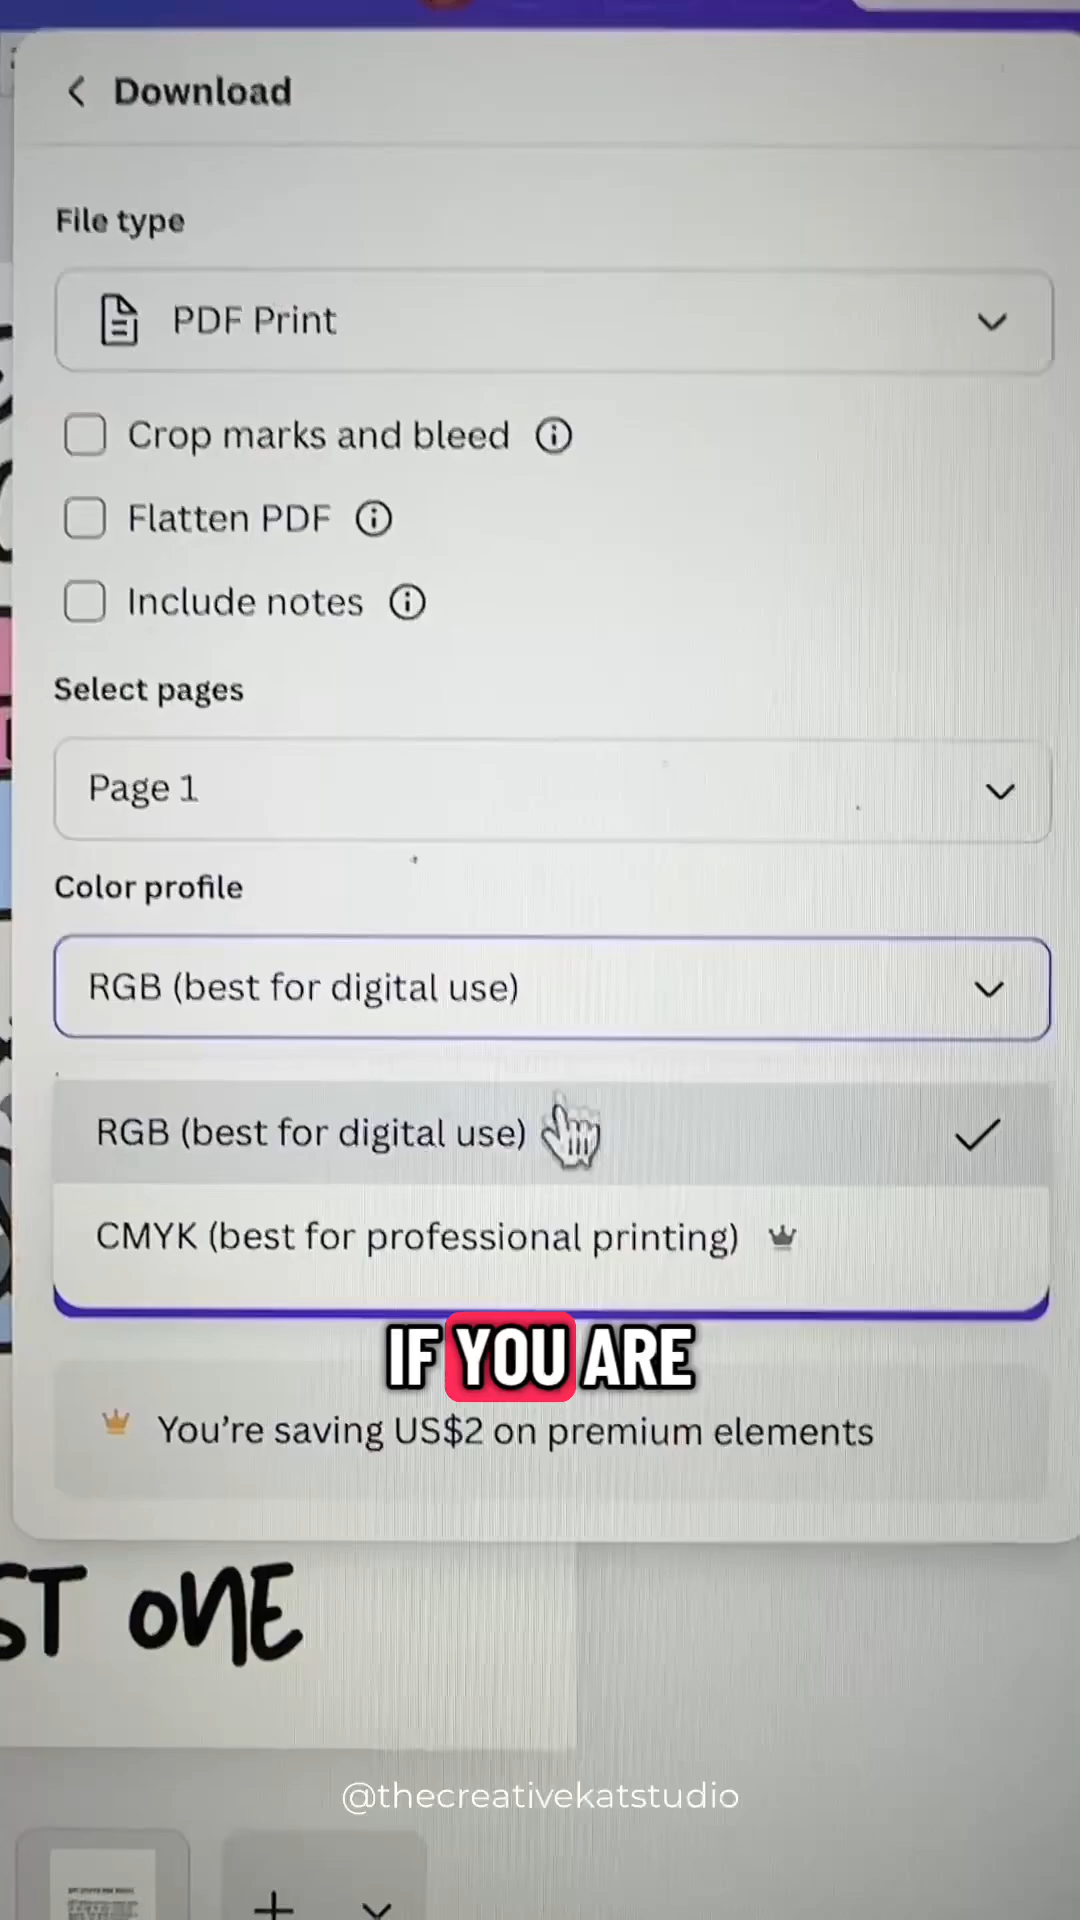 Download
File type
PDF Print
Crop marks and bleed
Flatten PDF
Include notes
Select pages
Page 1
Color profile
RGB (best for digital use)
RGB (best for digital use)
CMYK (best for professional printing)
IF YOU ARE
You're saving US$2 on premium elements
ST ONE
@thecreativekatstudio